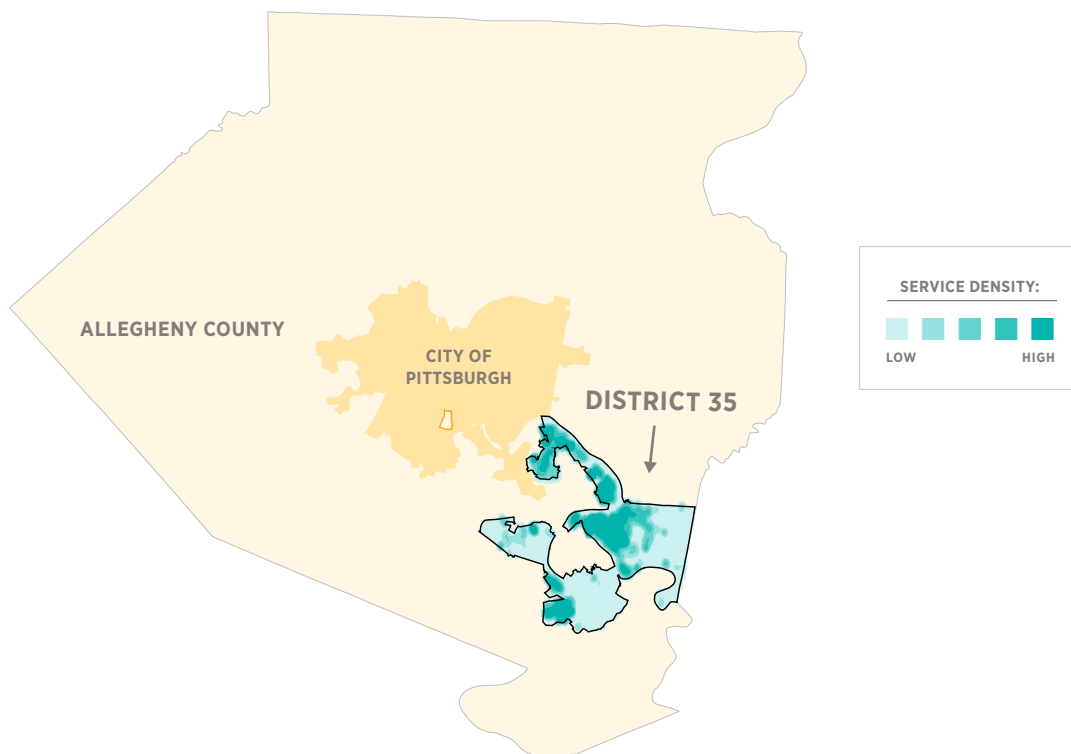 ALLEGHENY COUNTY
CITY OF
PITTSBURGH
DISTRICT 35
SERVICE DENSITY:
LOW
HIGH